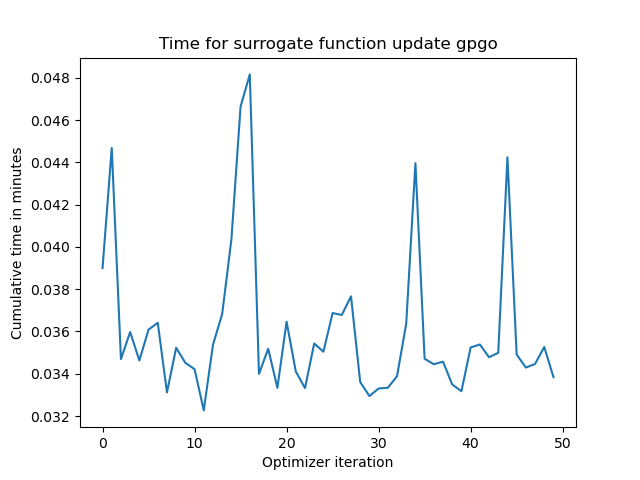 Time for surrogate function update gpgo
Cumulative time in minutes
0.048
0.046
0.044
0.042
0.040
0.038
0.036
0.034
0.032
0 10 20 30 40 50
Optimizer iteration